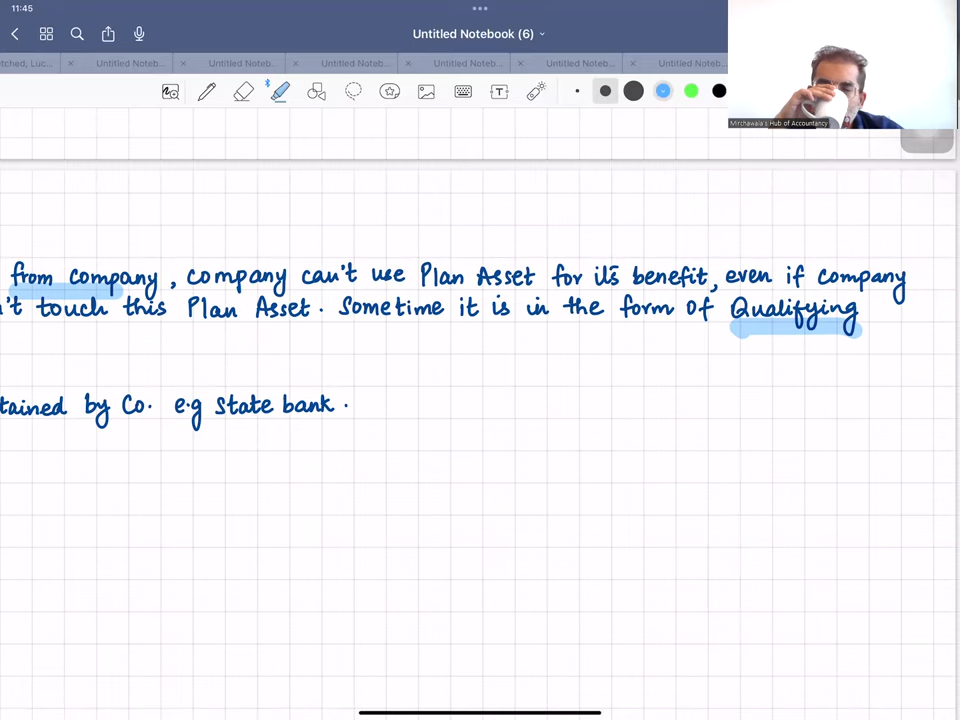 11:45
Untitled Notebook (6)
tched, Luc...
Untitled Noteb...
Untitled Noteb...
Untitled Noteb...
Untitled Noteb...
Untitled Noteb...
Untitled Noteb...
Mirchawala's Hub of Accountancy
from company, company can't use Plan Asset for its benefit, even if company
't touch this Plan Asset. Sometime it is in the form of Qualifying
tained by Co. e.g State bank.